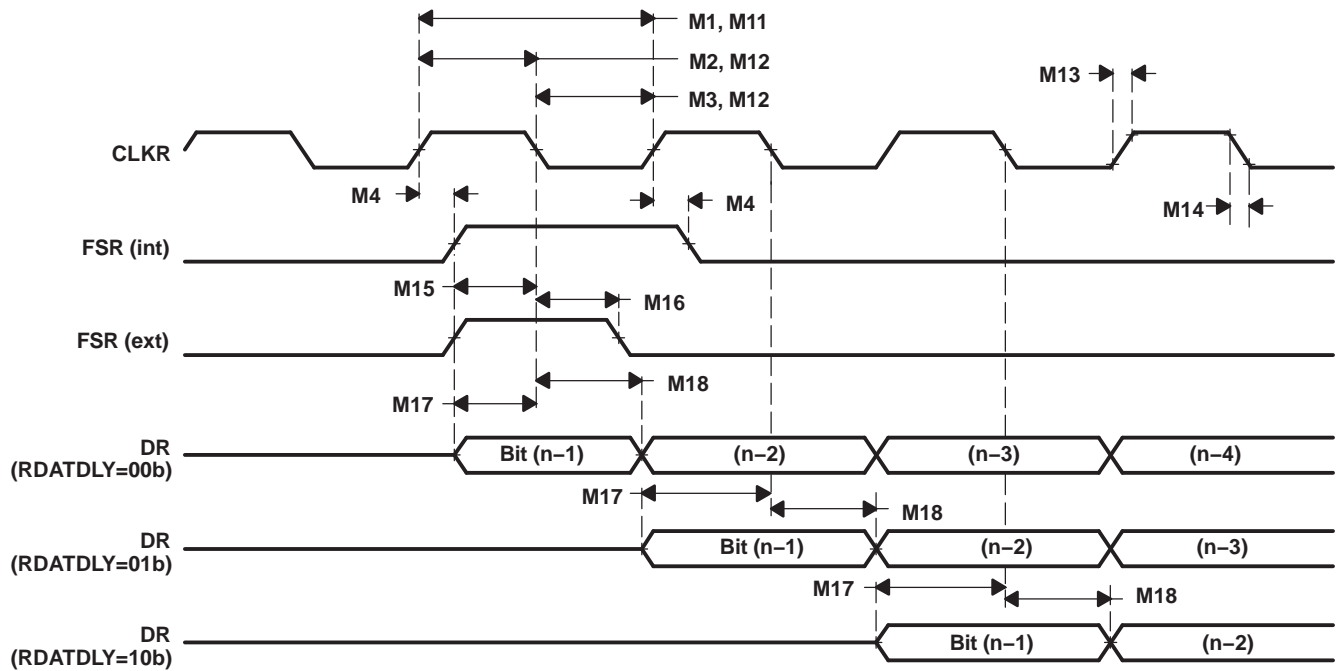 M1, M11
M2, M12
M3, M12
M13
CLKR
M4
M4
M14
FSR (int)
M15
M16
FSR (ext)
M18
M17
DR
(RDATDLY=00b)
Bit (n–1)
(n–2)
(n–3)
(n–4)
M17
M18
DR
(RDATDLY=01b)
Bit (n–1)
(n–2)
(n–3)
M17
M18
DR
(RDATDLY=10b)
Bit (n–1)
(n–2)